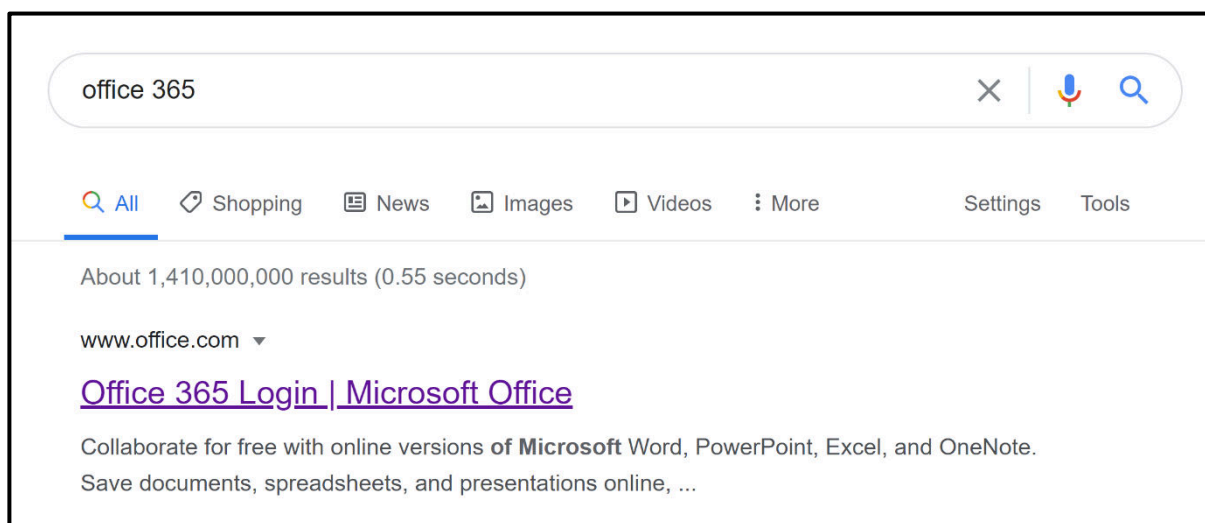 office 365
All Shopping News Images Videos More Settings Tools
About 1,410,000,000 results (0.55 seconds)
www.office.com
Office 365 Login | Microsoft Office
Collaborate for free with online versions of Microsoft Word, PowerPoint, Excel, and OneNote.
Save documents, spreadsheets, and presentations online, ...